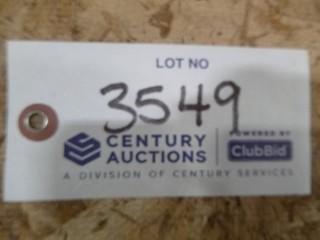 LOT NO
3549
CENTURY AUCTIONS
POWERED BY
ClubBid
A DIVISION OF CENTURY SERVICES